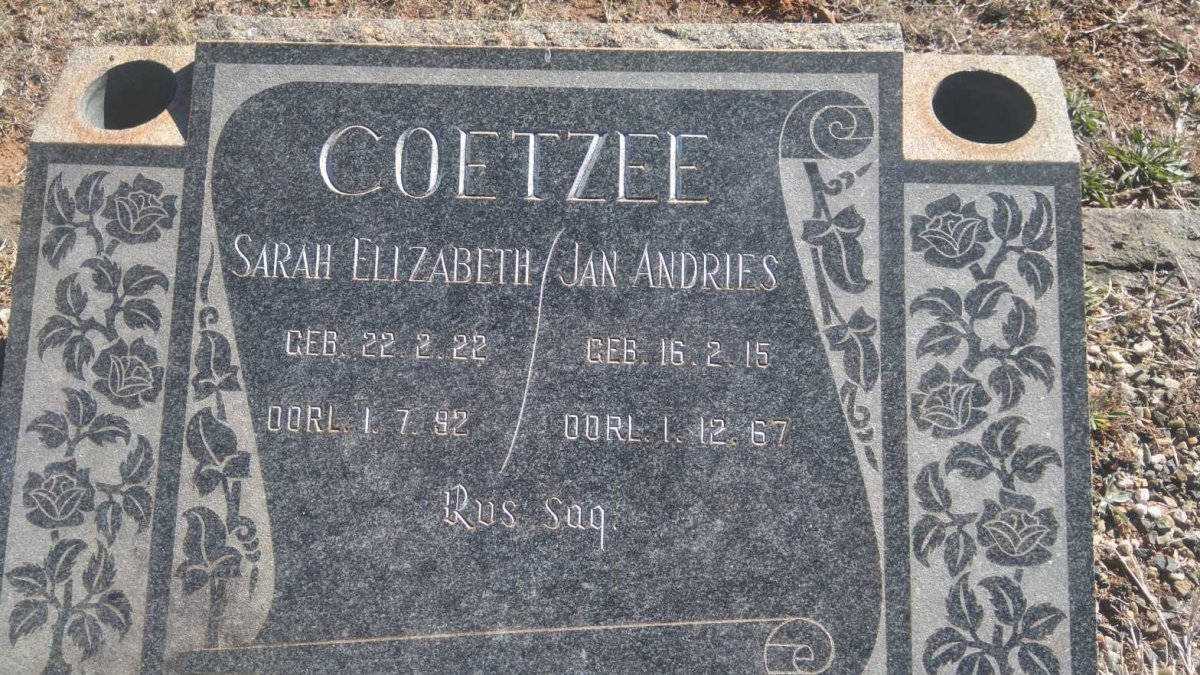 COETZEE
SARAH ELIZABETH / JAN ANDRIES
GEB. 22.2.22 GEB. 16.2.15
OORL. 1.7.92 OORL. 1.12.67
Rus sag.